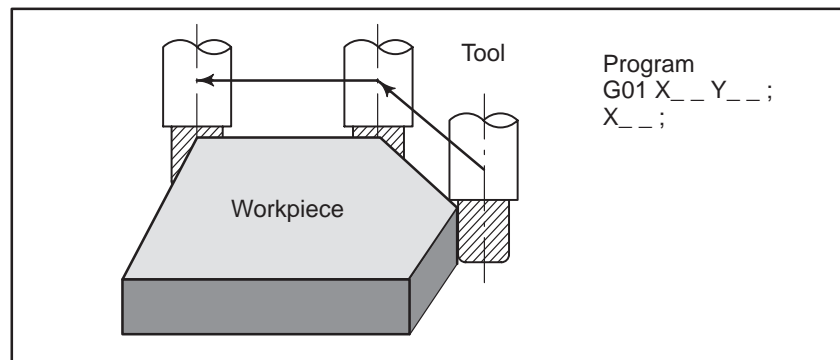 Tool
Program
G01 X_ _ Y_ _ ;
X_ _ ;
Workpiece